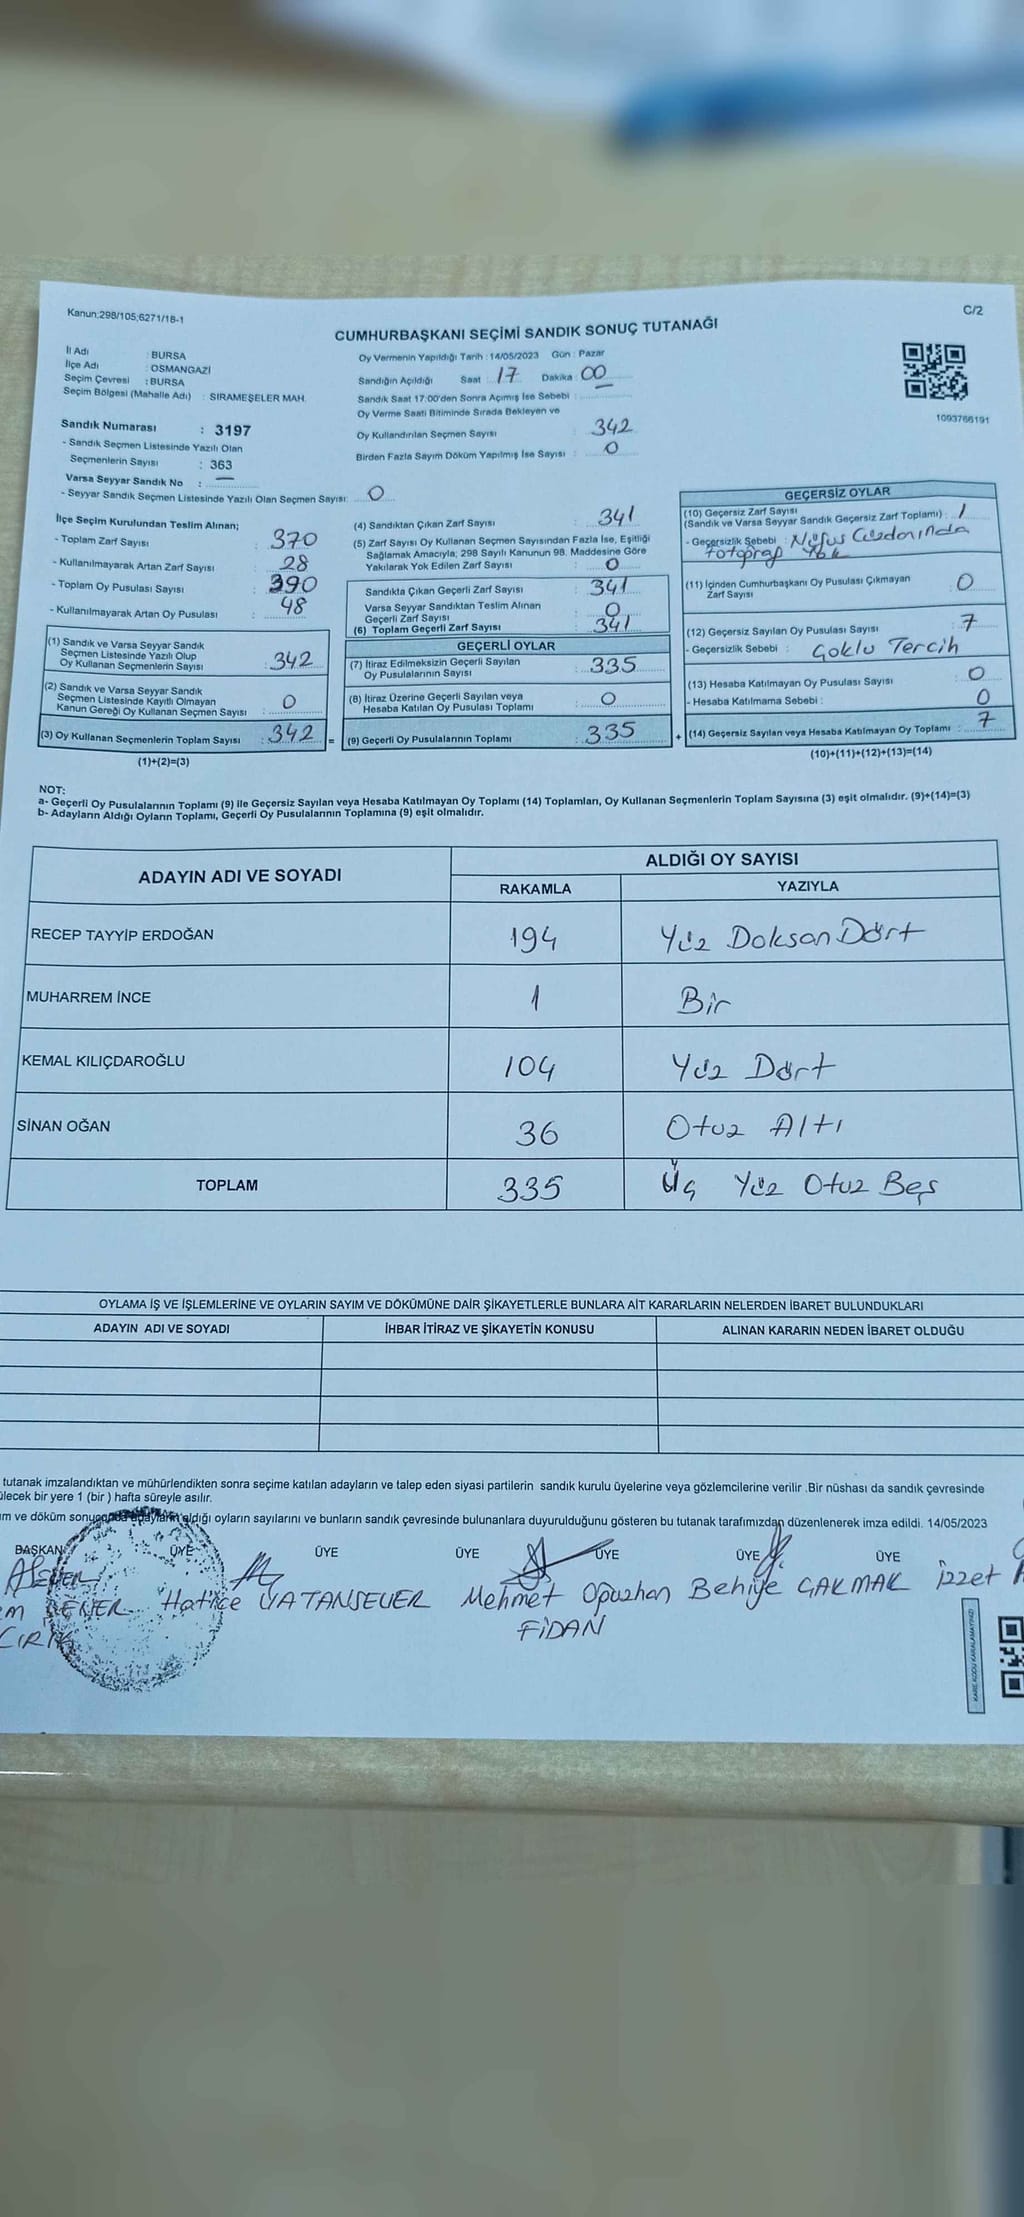 Kanun;298/105;6271/18-1
C/2
CUMHURBAŞKANI SEÇİMİ SANDIK SONUÇ TUTANAĞI
İl Adı : BURSA
İlçe Adı : OSMANGAZİ
Seçim Çevresi : BURSA
Seçim Bölgesi (Mahalle Adı) : SIRAMEŞELER MAH.
Oy Vermenin Yapıldığı Tarih : 14/05/2023 Gün : Pazar
Sandığın Açıldığı Saat : 17 Dakika : 00
Sandık Saat 17:00'den Sonra Açımış İse Sebebi :
Oy Verme Saati Bitiminde Sırada Bekleyen ve
Oy Kullandırılan Seçmen Sayısı : 342
Birden Fazla Sayım Döküm Yapılmış İse Sayısı : 0
1093766191
Sandık Numarası : 3197
- Sandık Seçmen Listesinde Yazılı Olan
Seçmenlerin Sayısı : 363
Varsa Seyyar Sandık No : —
- Seyyar Sandık Seçmen Listesinde Yazılı Olan Seçmen Sayısı: 0
İlçe Seçim Kurulundan Teslim Alınan;
- Toplam Zarf Sayısı : 370
- Kullanılmayarak Artan Zarf Sayısı : 28
- Toplam Oy Pusulası Sayısı : 390
- Kullanılmayarak Artan Oy Pusulası : 48
(1) Sandık ve Varsa Seyyar Sandık
Seçmen Listesinde Yazılı Olup
Oy Kullanan Seçmenlerin Sayısı : 342
(2) Sandık ve Varsa Seyyar Sandık
Seçmen Listesinde Kayıtlı Olmayan
Kanun Gereği Oy Kullanan Seçmen Sayısı : 0
(3) Oy Kullanan Seçmenlerin Toplam Sayısı : 342 =
(1)+(2)=(3)
(4) Sandıktan Çıkan Zarf Sayısı : 341
(5) Zarf Sayısı Oy Kullanan Seçmen Sayısından Fazla İse, Eşitliği
Sağlamak Amacıyla; 298 Sayılı Kanunun 98. Maddesine Göre
Yakılarak Yok Edilen Zarf Sayısı : 0
Sandıkta Çıkan Geçerli Zarf Sayısı : 341
Varsa Seyyar Sandıktan Teslim Alınan
Geçerli Zarf Sayısı : 0
(6) Toplam Geçerli Zarf Sayısı : 341
GEÇERLİ OYLAR
(7) İtiraz Edilmeksizin Geçerli Sayılan
Oy Pusulalarının Sayısı : 335
(8) İtiraz Üzerine Geçerli Sayılan veya
Hesaba Katılan Oy Pusulası Toplamı : 0
(9) Geçerli Oy Pusulalarının Toplamı : 335 +
GEÇERSİZ OYLAR
(10) Geçersiz Zarf Sayısı
(Sandık ve Varsa Seyyar Sandık Geçersiz Zarf Toplamı) : 1
- Geçersizlik Sebebi : Nüfus Cüzdanında
fotoğraf Yok
(11) İçinden Cumhurbaşkanı Oy Pusulası Çıkmayan
Zarf Sayısı : 0
(12) Geçersiz Sayılan Oy Pusulası Sayısı : 7
- Geçersizlik Sebebi : Çoklu Tercih
(13) Hesaba Katılmayan Oy Pusulası Sayısı : 0
- Hesaba Katılmama Sebebi : 0
(14) Geçersiz Sayılan veya Hesaba Katılmayan Oy Toplamı : 7
(10)+(11)+(12)+(13)=(14)
NOT:
a- Geçerli Oy Pusulalarının Toplamı (9) ile Geçersiz Sayılan veya Hesaba Katılmayan Oy Toplamı (14) Toplamları, Oy Kullanan Seçmenlerin Toplam Sayısına (3) eşit olmalıdır. (9)+(14)=(3)
b- Adayların Aldığı Oyların Toplamı, Geçerli Oy Pusulalarının Toplamına (9) eşit olmalıdır.
ADAYIN ADI VE SOYADI
ALDIĞI OY SAYISI
RAKAMLA YAZIYLA
RECEP TAYYİP ERDOĞAN 194 Yüz Doksan Dört
MUHARREM İNCE 1 Bir
KEMAL KILIÇDAROĞLU 104 Yüz Dört
SİNAN OĞAN 36 Otuz Altı
TOPLAM 335 Üç Yüz Otuz Beş
OYLAMA İŞ VE İŞLEMLERİNE VE OYLARIN SAYIM VE DÖKÜMÜNE DAİR ŞİKAYETLERLE BUNLARA AİT KARARLARIN NELERDEN İBARET BULUNDUKLARI
ADAYIN ADI VE SOYADI İHBAR İTİRAZ VE ŞİKAYETİN KONUSU ALINAN KARARIN NEDEN İBARET OLDUĞU
tutanak imzalandıktan ve mühürlendikten sonra seçime katılan adayların ve talep eden siyasi partilerin sandık kurulu üyelerine veya gözlemcilerine verilir .Bir nüshası da sandık çevresinde
ülecek bir yere 1 (bir ) hafta süreyle asılır.
ım ve döküm sonucunda adayların aldığı oyların sayılarını ve bunların sandık çevresinde bulunanlara duyurulduğunu gösteren bu tutanak tarafımızdan düzenlenerek imza edildi. 14/05/2023
BAŞKAN ÜYE ÜYE ÜYE ÜYE ÜYE ÜYE
Hatice VATANSEVER Mehmet Oğuzhan Behiye ÇAKMAK İzzet
FİDAN
KARE KODU KARALAMAYINIZ!